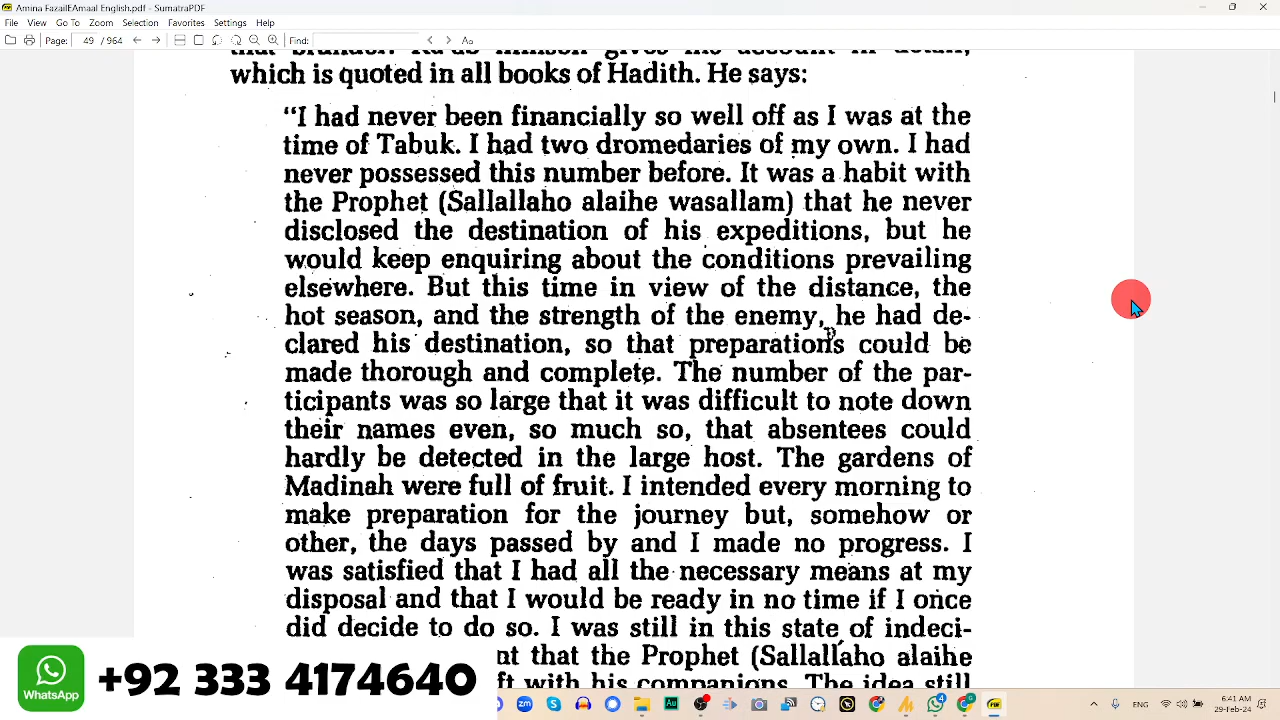 Amina FazailEAmaal English.pdf - SumatraPDF
File View Go To Zoom Selection Favorites Settings Help
Page: 49 / 964 Find:
which is quoted in all books of Hadith. He says:
“I had never been financially so well off as I was at the
time of Tabuk. I had two dromedaries of my own. I had
never possessed this number before. It was a habit with
the Prophet (Sallallaho alaihe wasallam) that he never
disclosed the destination of his expeditions, but he
would keep enquiring about the conditions prevailing
elsewhere. But this time in view of the distance, the
hot season, and the strength of the enemy, he had de-
clared his destination, so that preparations could be
made thorough and complete. The number of the par-
ticipants was so large that it was difficult to note down
their names even, so much so, that absentees could
hardly be detected in the large host. The gardens of
Madinah were full of fruit. I intended every morning to
make preparation for the journey but, somehow or
other, the days passed by and I made no progress. I
was satisfied that I had all the necessary means at my
disposal and that I would be ready in no time if I once
did decide to do so. I was still in this state of indeci-
that the Prophet (Sallallaho alaihe
with his companions. The idea still
WhatsApp
+92 333 4174640
ENG
6:41 AM
29-Feb-24